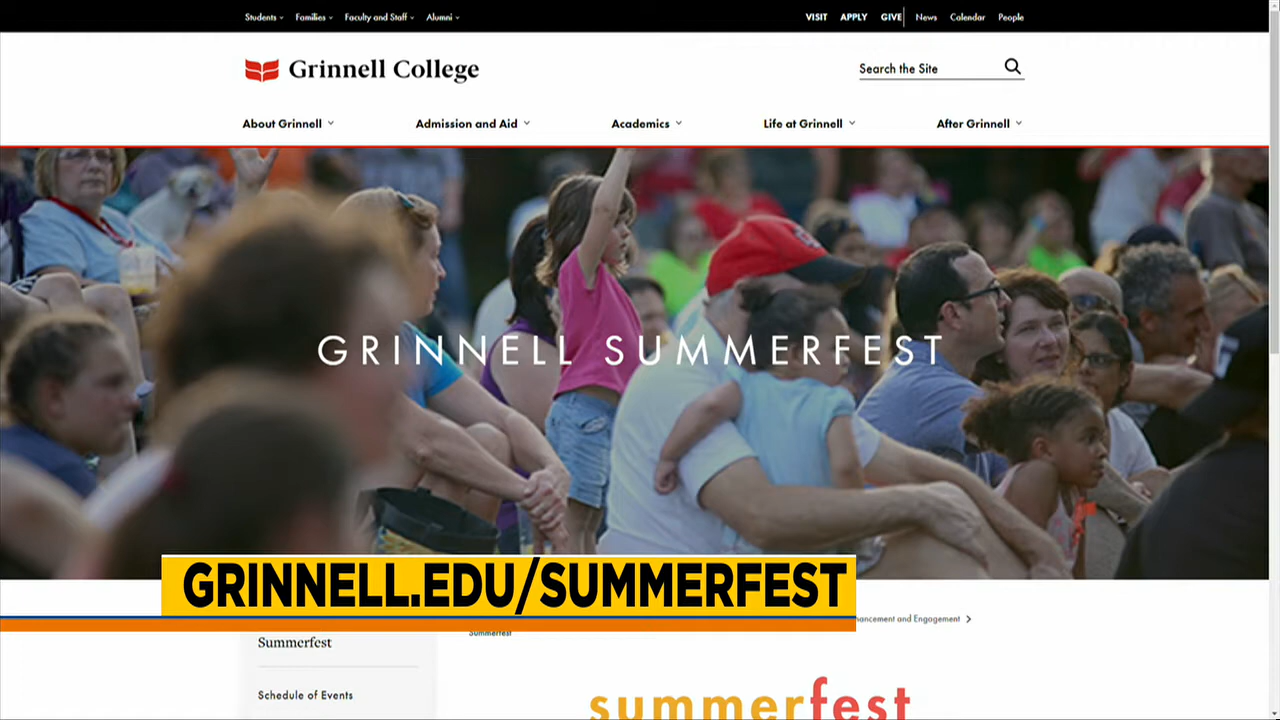 Students Families Faculty and Staff Alumni VISIT APPLY GIVE News Calendar People
Grinnell College
Search the Site
About Grinnell Admission and Aid Academics Life at Grinnell After Grinnell
GRINNELL SUMMERFEST
GRINNELL.EDU/SUMMERFEST
and Engagement
Summerfest
Summerfest
Schedule of Events
summerfest